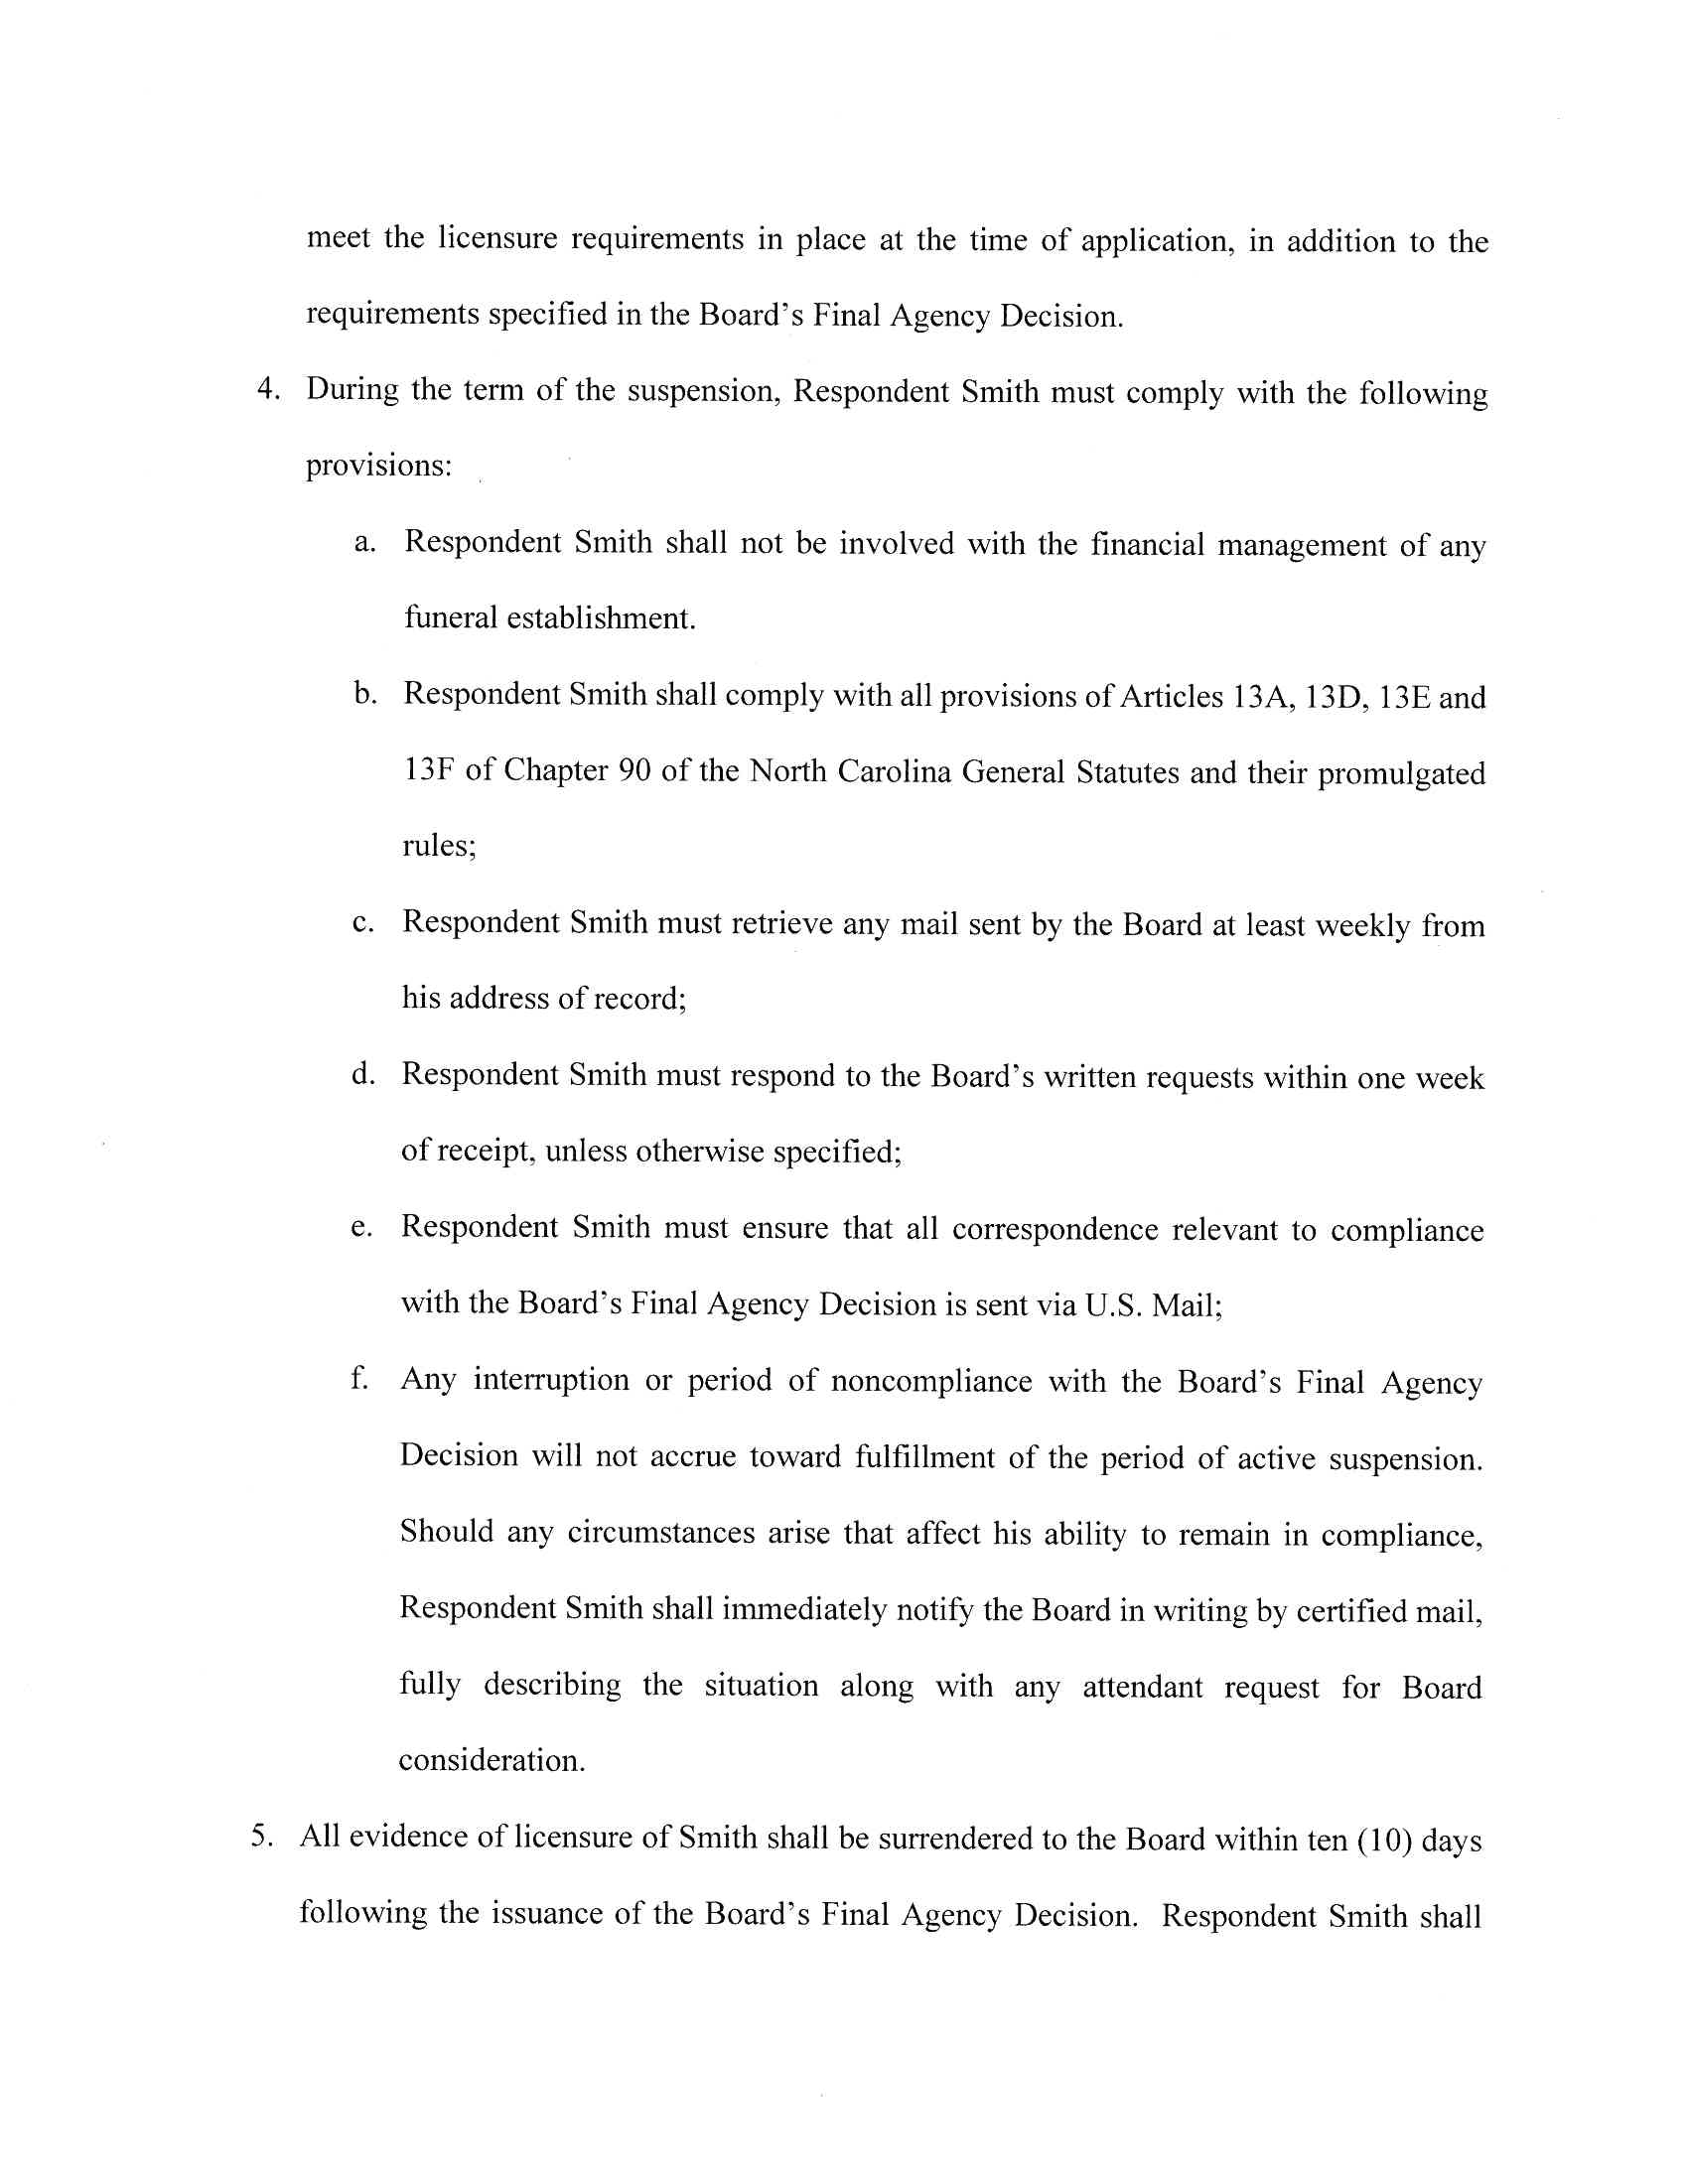 meet the licensure requirements in place at the time of application, in addition to the
requirements specified in the Board's Final Agency Decision.
4. During the term of the suspension, Respondent Smith must comply with the following
provisions:
a. Respondent Smith shall not be involved with the financial management of any
funeral establishment.
b. Respondent Smith shall comply with all provisions of Articles 13A, 13D, 13E and
13F of Chapter 90 of the North Carolina General Statutes and their promulgated
rules;
c. Respondent Smith must retrieve any mail sent by the Board at least weekly from
his address of record;
d. Respondent Smith must respond to the Board's written requests within one week
of receipt, unless otherwise specified;
e. Respondent Smith must ensure that all correspondence relevant to compliance
with the Board's Final Agency Decision is sent via U.S. Mail;
f. Any interruption or period of noncompliance with the Board's Final Agency
Decision will not accrue toward fulfillment of the period of active suspension.
Should any circumstances arise that affect his ability to remain in compliance,
Respondent Smith shall immediately notify the Board in writing by certified mail,
fully describing the situation along with any attendant request for Board
consideration.
5. All evidence of licensure of Smith shall be surrendered to the Board within ten (10) days
following the issuance of the Board's Final Agency Decision. Respondent Smith shall